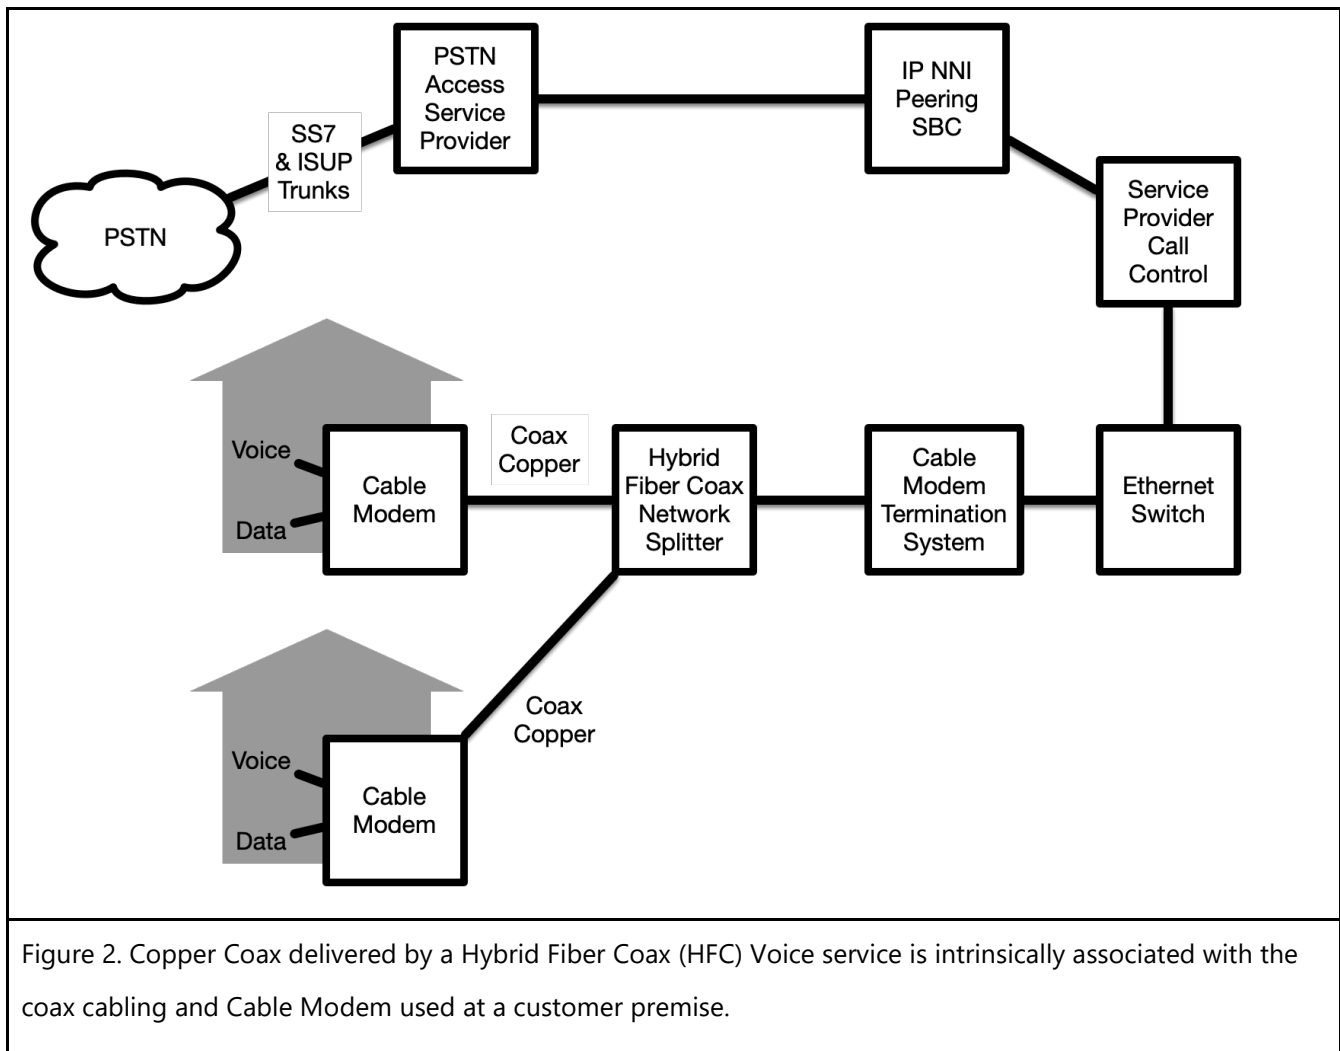 PSTN
Access
Service
Provider
IP NNI
Peering
SBC
SS7
& ISUP
Trunks
PSTN
Service
Provider
Call
Control
Voice
Data
Cable
Modem
Coax
Copper
Hybrid
Fiber Coax
Network
Splitter
Cable
Modem
Termination
System
Ethernet
Switch
Coax
Copper
Voice
Data
Cable
Modem
Figure 2. Copper Coax delivered by a Hybrid Fiber Coax (HFC) Voice service is intrinsically associated with the
coax cabling and Cable Modem used at a customer premise.